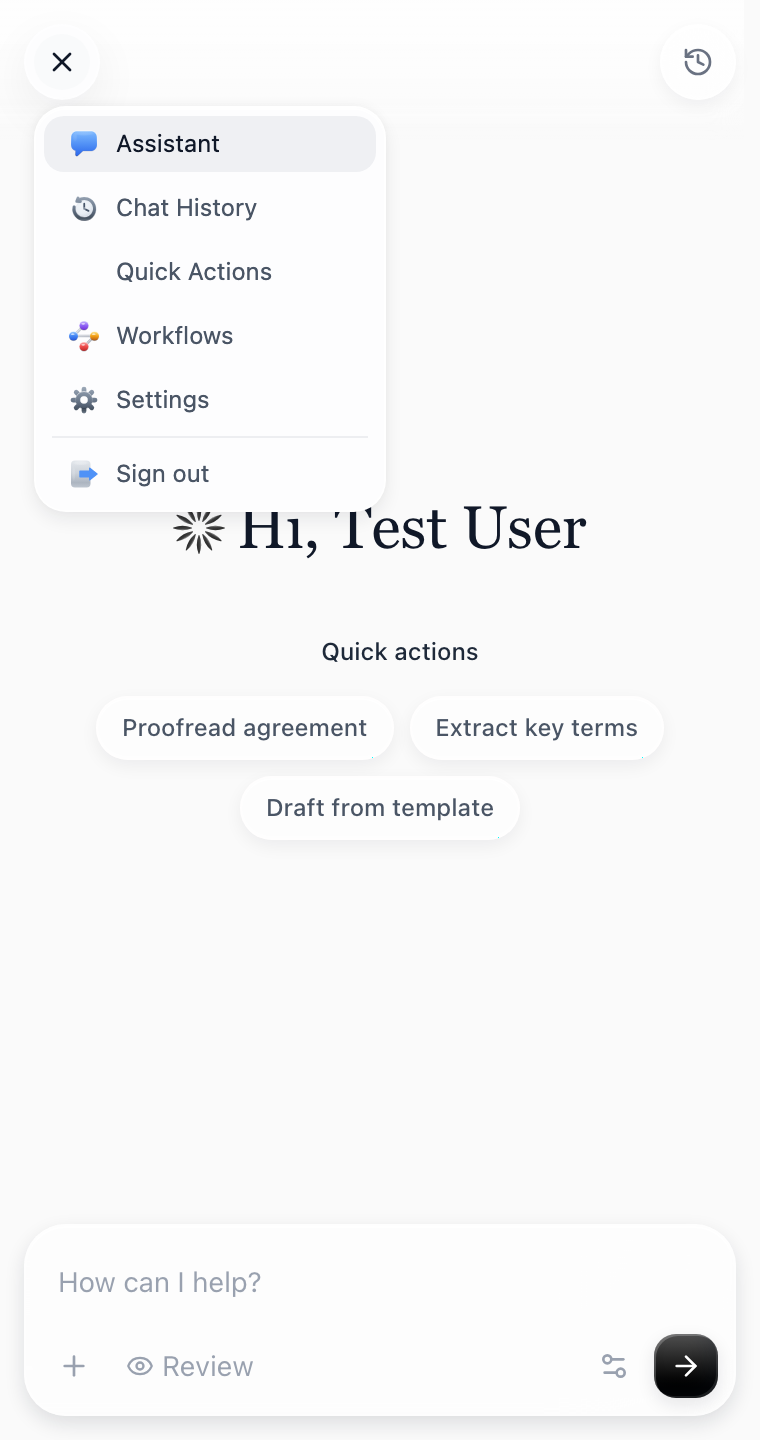 Assistant
Chat History
Quick Actions
Workflows
Settings
Sign out
Hi, Test User
Quick actions
Proofread agreement
Extract key terms
Draft from template
How can I help?
Review